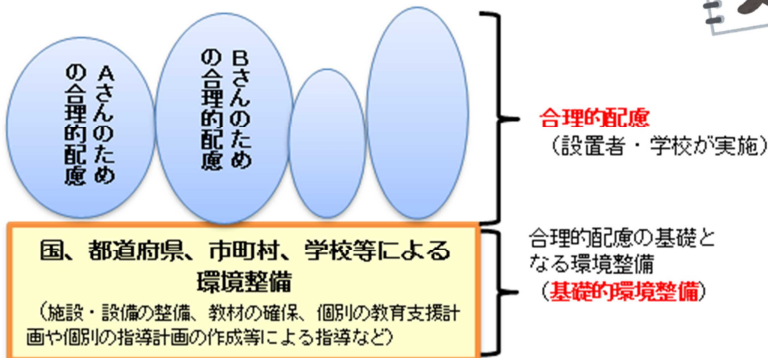 Aさんのため
の合理的配慮
Bさんのため
の合理的配慮
合理的配慮
（設置者・学校が実施）
国、都道府県、市町村、学校等による
環境整備
（施設・設備の整備、教材の確保、個別の教育支援計
画や個別の指導計画の作成等による指導など）
合理的配慮の基礎と
なる環境整備
（基礎的環境整備）